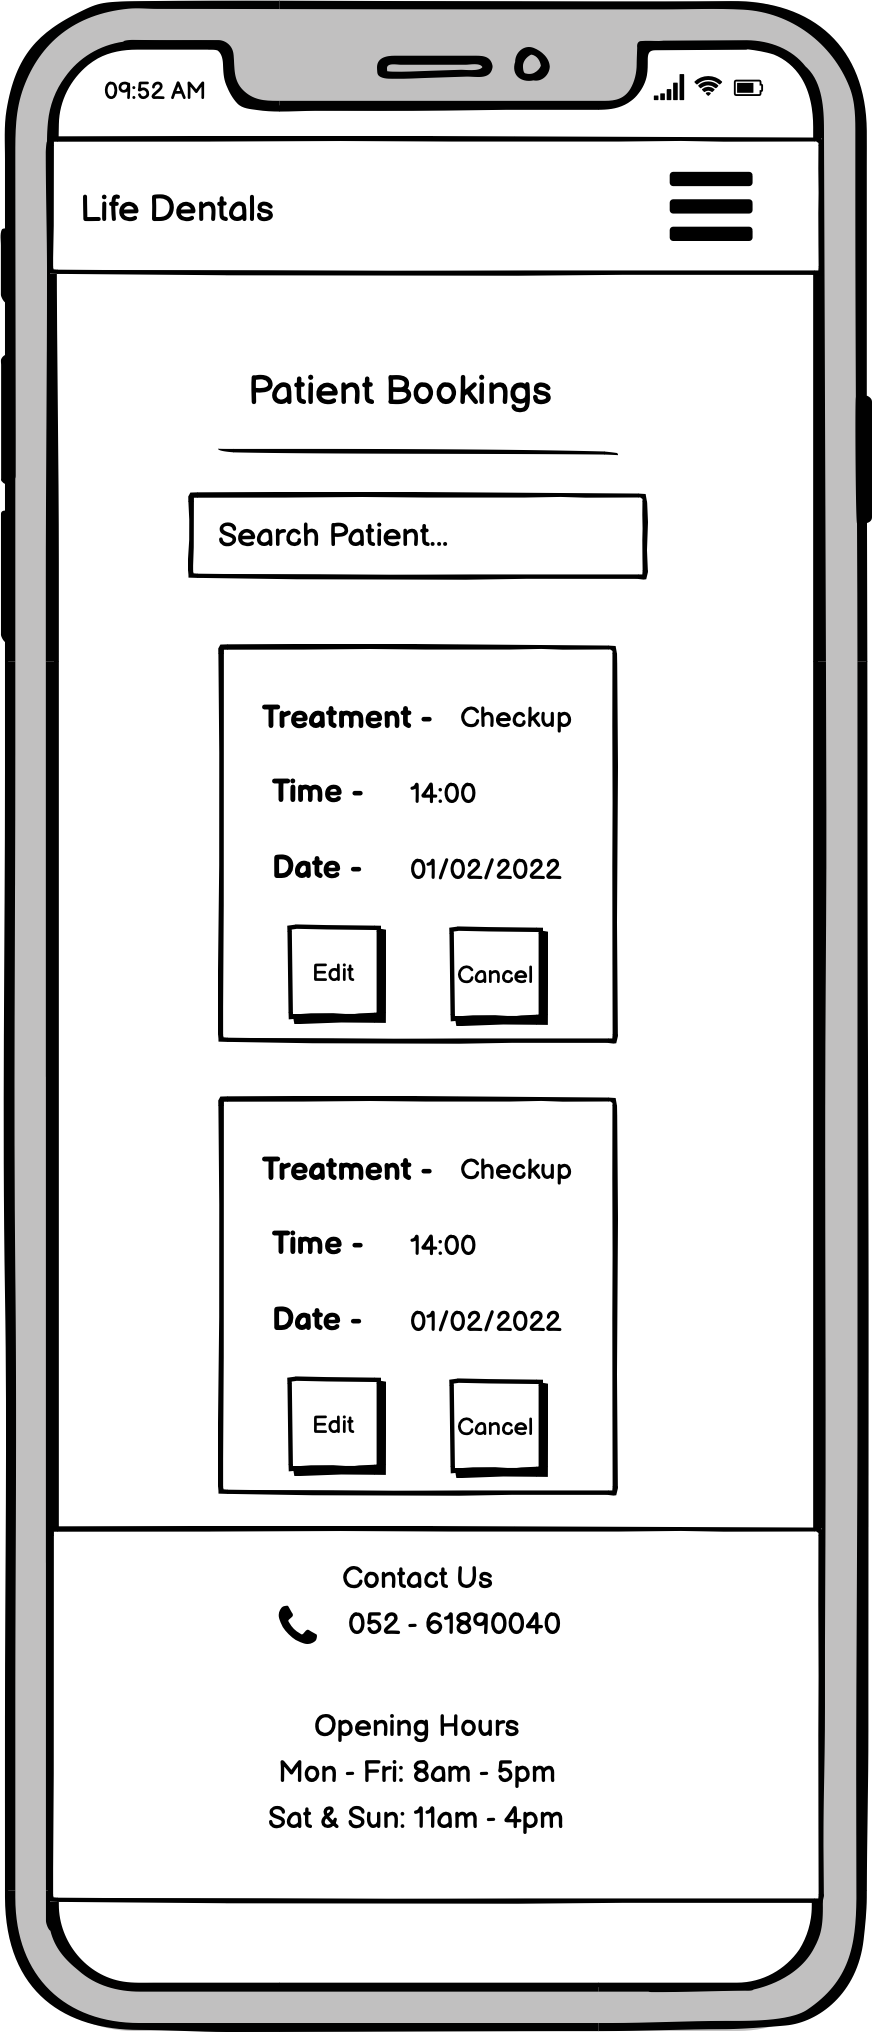 09:52 AM
Life Dentals
Patient Bookings
Search Patient...
Treatment - Checkup
Time - 14:00
Date - 01/02/2022
Edit Cancel
Treatment - Checkup
Time - 14:00
Date - 01/02/2022
Edit Cancel
Contact Us
052 - 61890040
Opening Hours
Mon - Fri: 8am - 5pm
Sat & Sun: 11am - 4pm